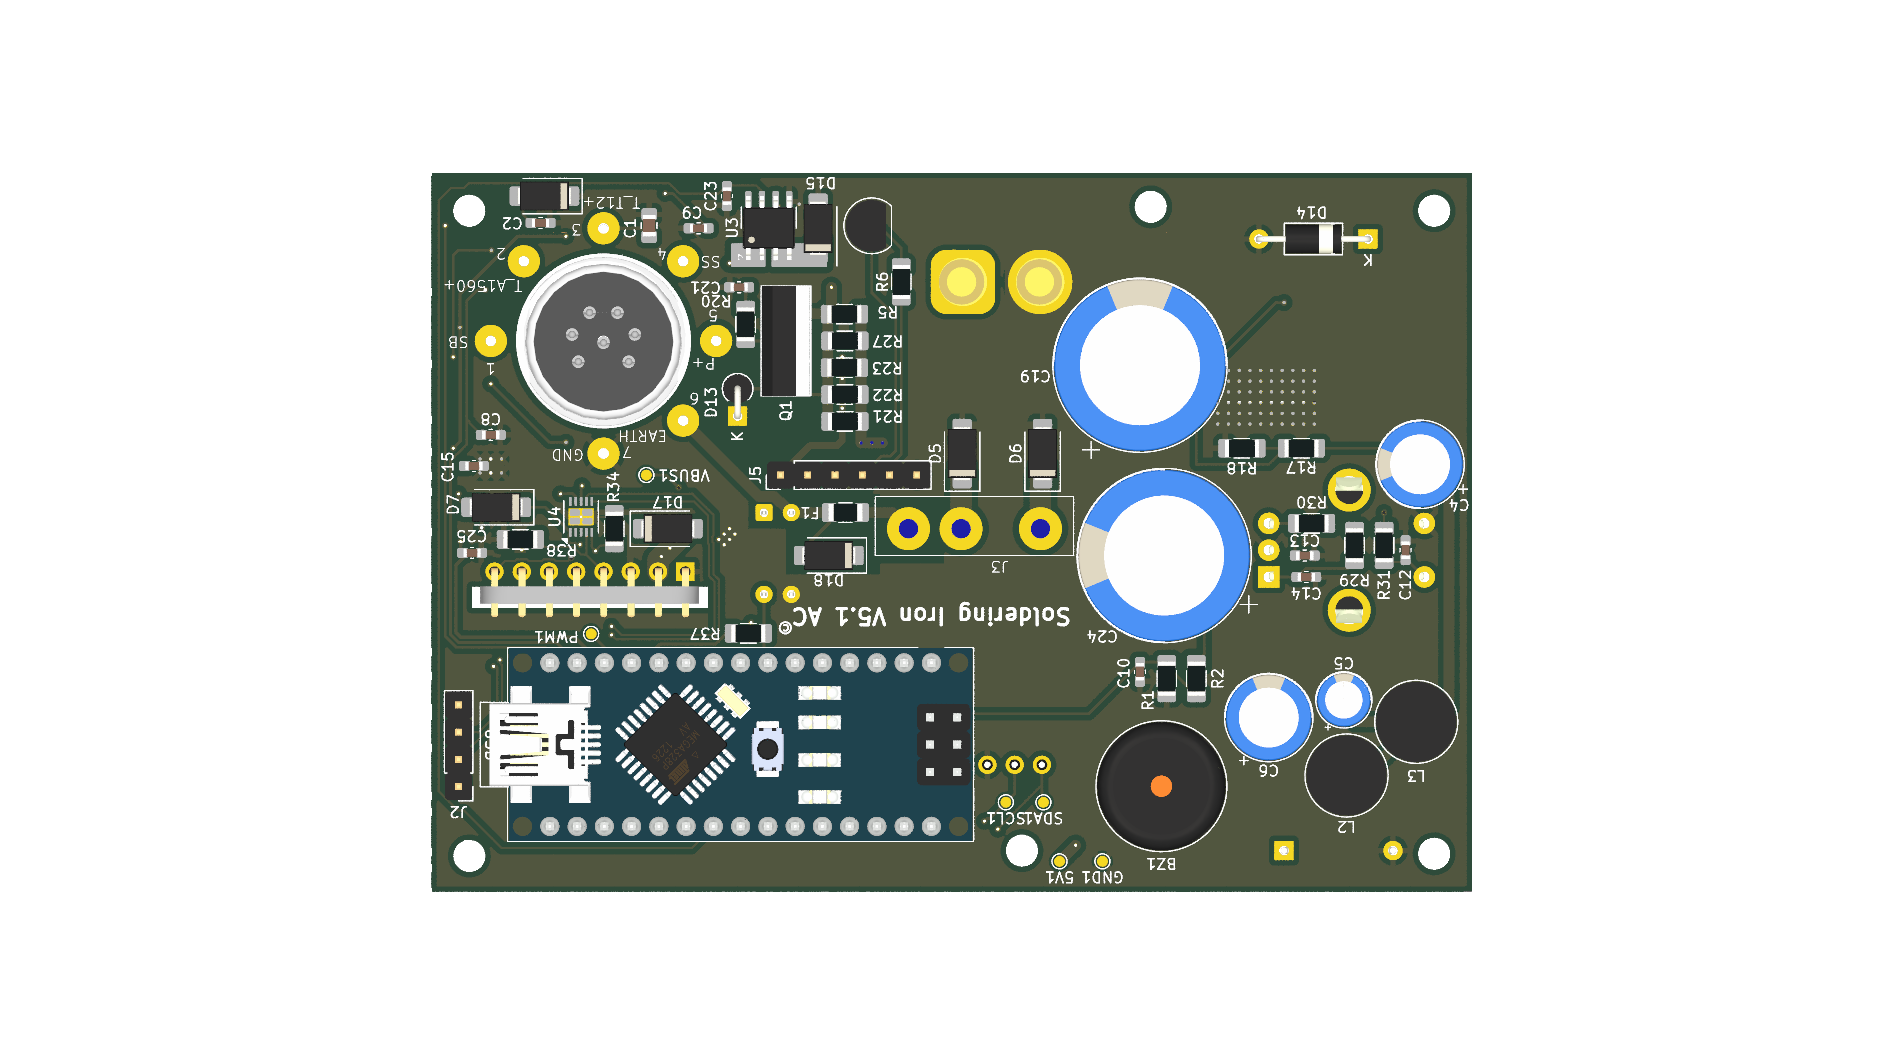 D15
C23
T_T12+
D14
C2
C1
C9
U3
3
2
4
SS
K
T_A1560+
C21
R20
R6
5
R5
SB
R27
1
P+
R23
C19
6
D13
R22
Q1
R21
C8
K
EARTH
7
GND
D5
D6
C15
VBUS1
J5
R18
R17
R34
D7
D17
U4
F1
R30
C4
C25
R38
D18
J3
C13
R29
R31
C12
C14
Soldering Iron V5.1 AC
©
PWM1
R37
C24
C10
R1
R2
C5
MEGA328P
AV
1226
C6
L3
J2
SCL1
SDA1
L2
BZ1
5V1
GND1